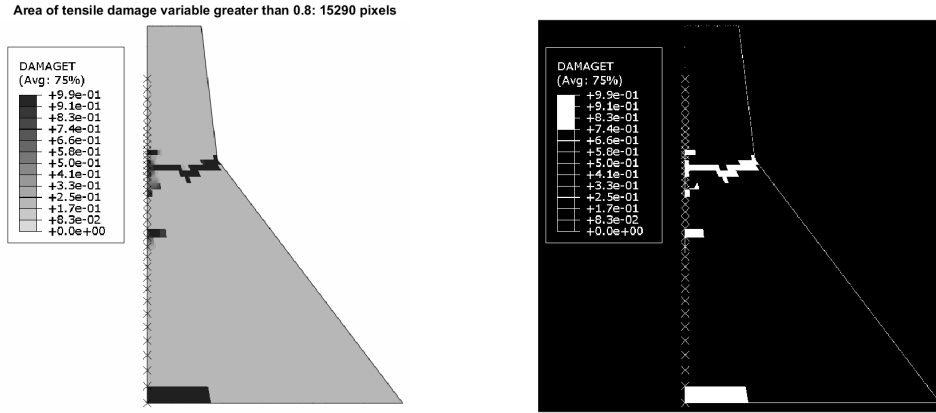 Area of tensile damage variable greater than 0.8: 15290 pixels
DAMAGET
(Avg: 75%)
+9.9e-01
+9.1e-01
+8.3e-01
+7.4e-01
+6.6e-01
+5.8e-01
+5.0e-01
+4.1e-01
+3.3e-01
+2.5e-01
+1.7e-01
+8.3e-02
+0.0e+00
DAMAGET
(Avg: 75%)
+9.9e-01
+9.1e-01
+8.3e-01
+7.4e-01
+6.6e-01
+5.8e-01
+5.0e-01
+4.1e-01
+3.3e-01
+2.5e-01
+1.7e-01
+8.3e-02
+0.0e+00